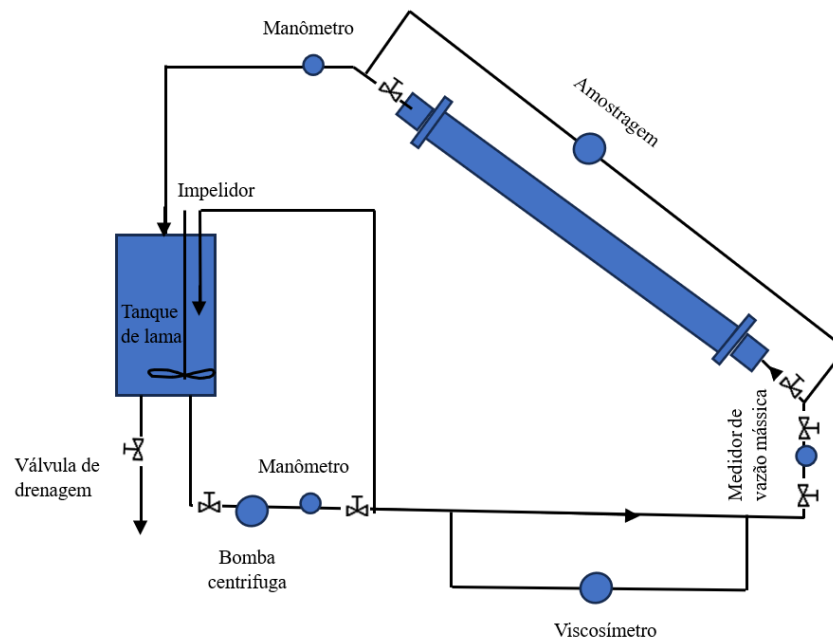 Manômetro
Amostragem
Impelidor
Tanque
de lama
Medidor de
vazão mássica
Válvula de
drenagem
Manômetro
Bomba
centrifuga
Viscosímetro